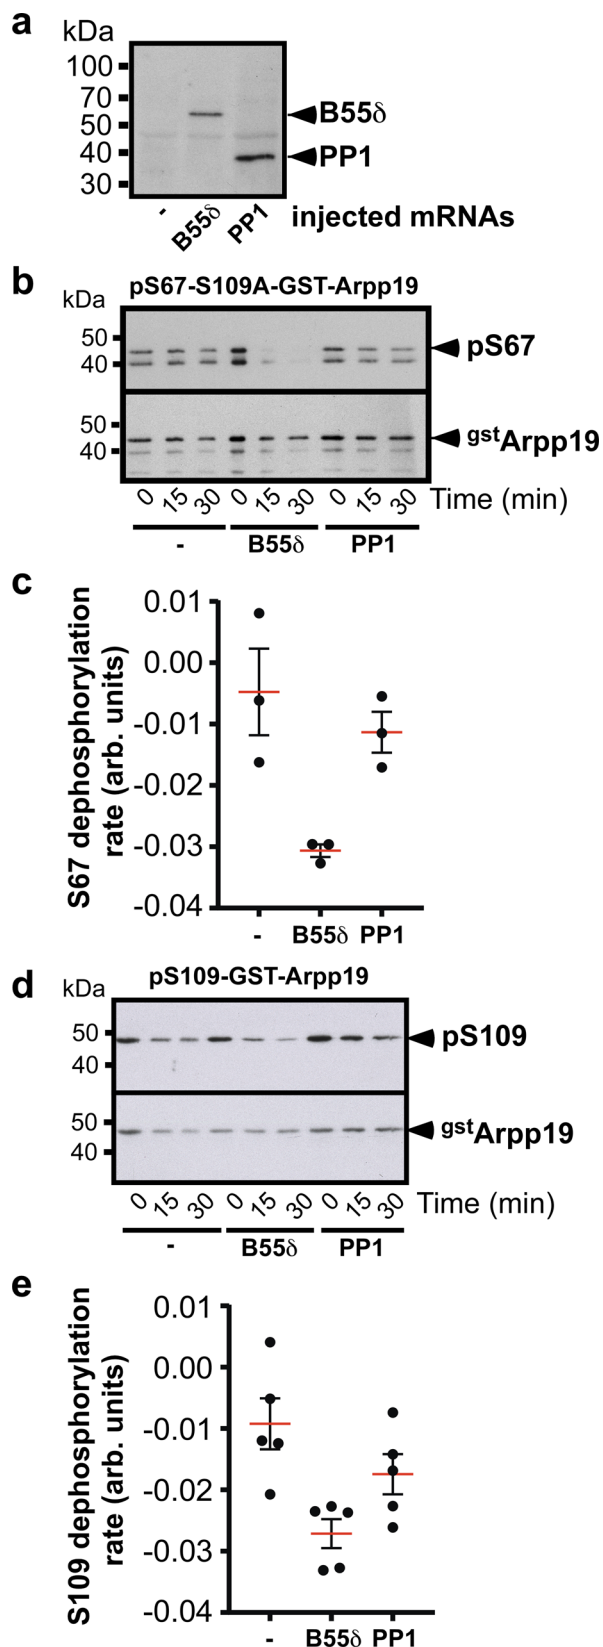 a
kDa
100
70
50
40
30
B55δ
PP1
- B55δ PP1 injected mRNAs
b
pS67-S109A-GST-Arpp19
kDa
50
40
pS67
50
40
gstArpp19
0 15 30 0 15 30 0 15 30 Time (min)
- B55δ PP1
c
S67 dephosphorylation
rate (arb. units)
0.01
0.00
-0.01
-0.02
-0.03
-0.04
- B55δ PP1
d
pS109-GST-Arpp19
kDa
50
40
pS109
50
40
gstArpp19
0 15 30 0 15 30 0 15 30 Time (min)
- B55δ PP1
e
S109 dephosphorylation
rate (arb. units)
0.01
0.00
-0.01
-0.02
-0.03
-0.04
- B55δ PP1